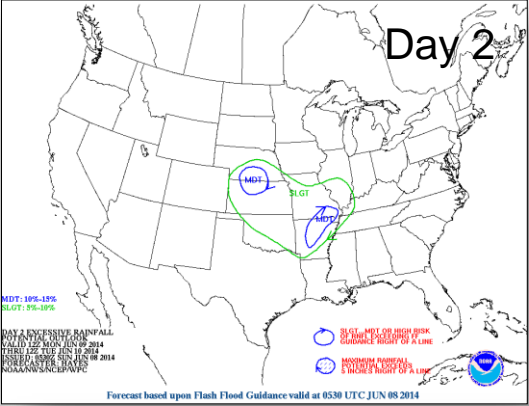 Day 2
MDT
SLGT
MDT
MDT: 10%-15%
SLGT: 5%-10%
DAY 2 EXCESSIVE RAINFALL
POTENTIAL OUTLOOK
VALID 12Z MON JUN 09 2014
THRU 12Z TUE JUN 10 2014
ISSUED: 0530Z SUN JUN 08 2014
FORECASTER: HAYES
NOAA/NWS/NCEP/WPC
SLGT, MDT OR HIGH RISK
OF RNFL EXCEEDING FF
GUIDANCE RIGHT OF A LINE
MAXIMUM RAINFALL
POTENTIAL EXCEEDS
5 INCHES RIGHT OF A LINE
NOAA
Forecast based upon Flash Flood Guidance valid at 0530 UTC JUN 08 2014